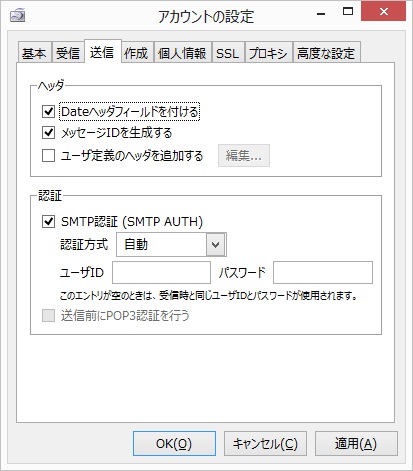 アカウントの設定
基本 受信 送信 作成 個人情報 SSL プロキシ 高度な設定
ヘッダ
Dateヘッダフィールドを付ける
メッセージIDを生成する
ユーザ定義のヘッダを追加する 編集...
認証
SMTP認証 (SMTP AUTH)
認証方式 自動
ユーザID パスワード
このエントリが空のときは、受信時と同じユーザIDとパスワードが使用されます。
送信前にPOP3認証を行う
OK(O) キャンセル(C) 適用(A)